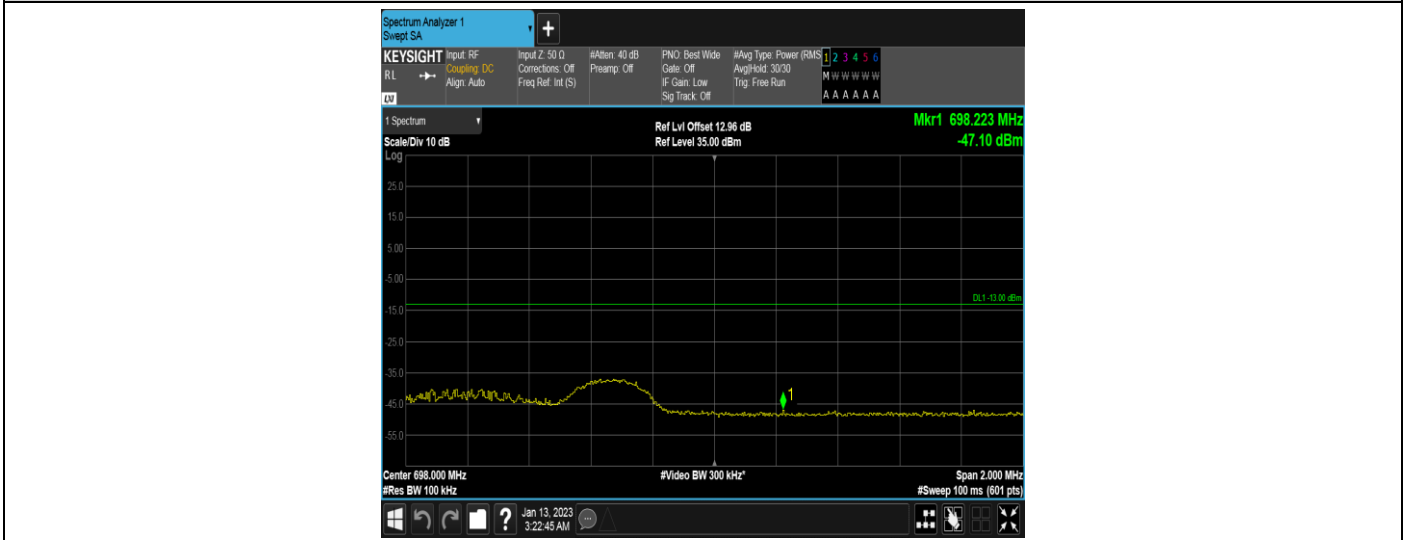 Spectrum Analyzer 1
Swept SA
+
KEYSIGHT
RL
LXI
Input: RF
Coupling: DC
Align: Auto
Input Z: 50 Ω
Corrections: Off
Freq Ref: Int (S)
#Atten: 40 dB
Preamp: Off
PNO: Best Wide
Gate: Off
IF Gain: Low
Sig Track: Off
#Avg Type: Power (RMS
Avg|Hold: 30/30
Trig: Free Run
1 2 3 4 5 6
M W W W W W
A A A A A A
1 Spectrum
Scale/Div 10 dB
Ref Lvl Offset 12.96 dB
Ref Level 35.00 dBm
Mkr1 698.223 MHz
-47.10 dBm
Log
25.0
15.0
5.00
-5.00
DL1 -13.00 dBm
-15.0
-25.0
-35.0
1
-45.0
-55.0
Center 698.000 MHz
#Res BW 100 kHz
#Video BW 300 kHz*
Span 2.000 MHz
#Sweep 100 ms (601 pts)
?
Jan 13, 2023
3:22:45 AM